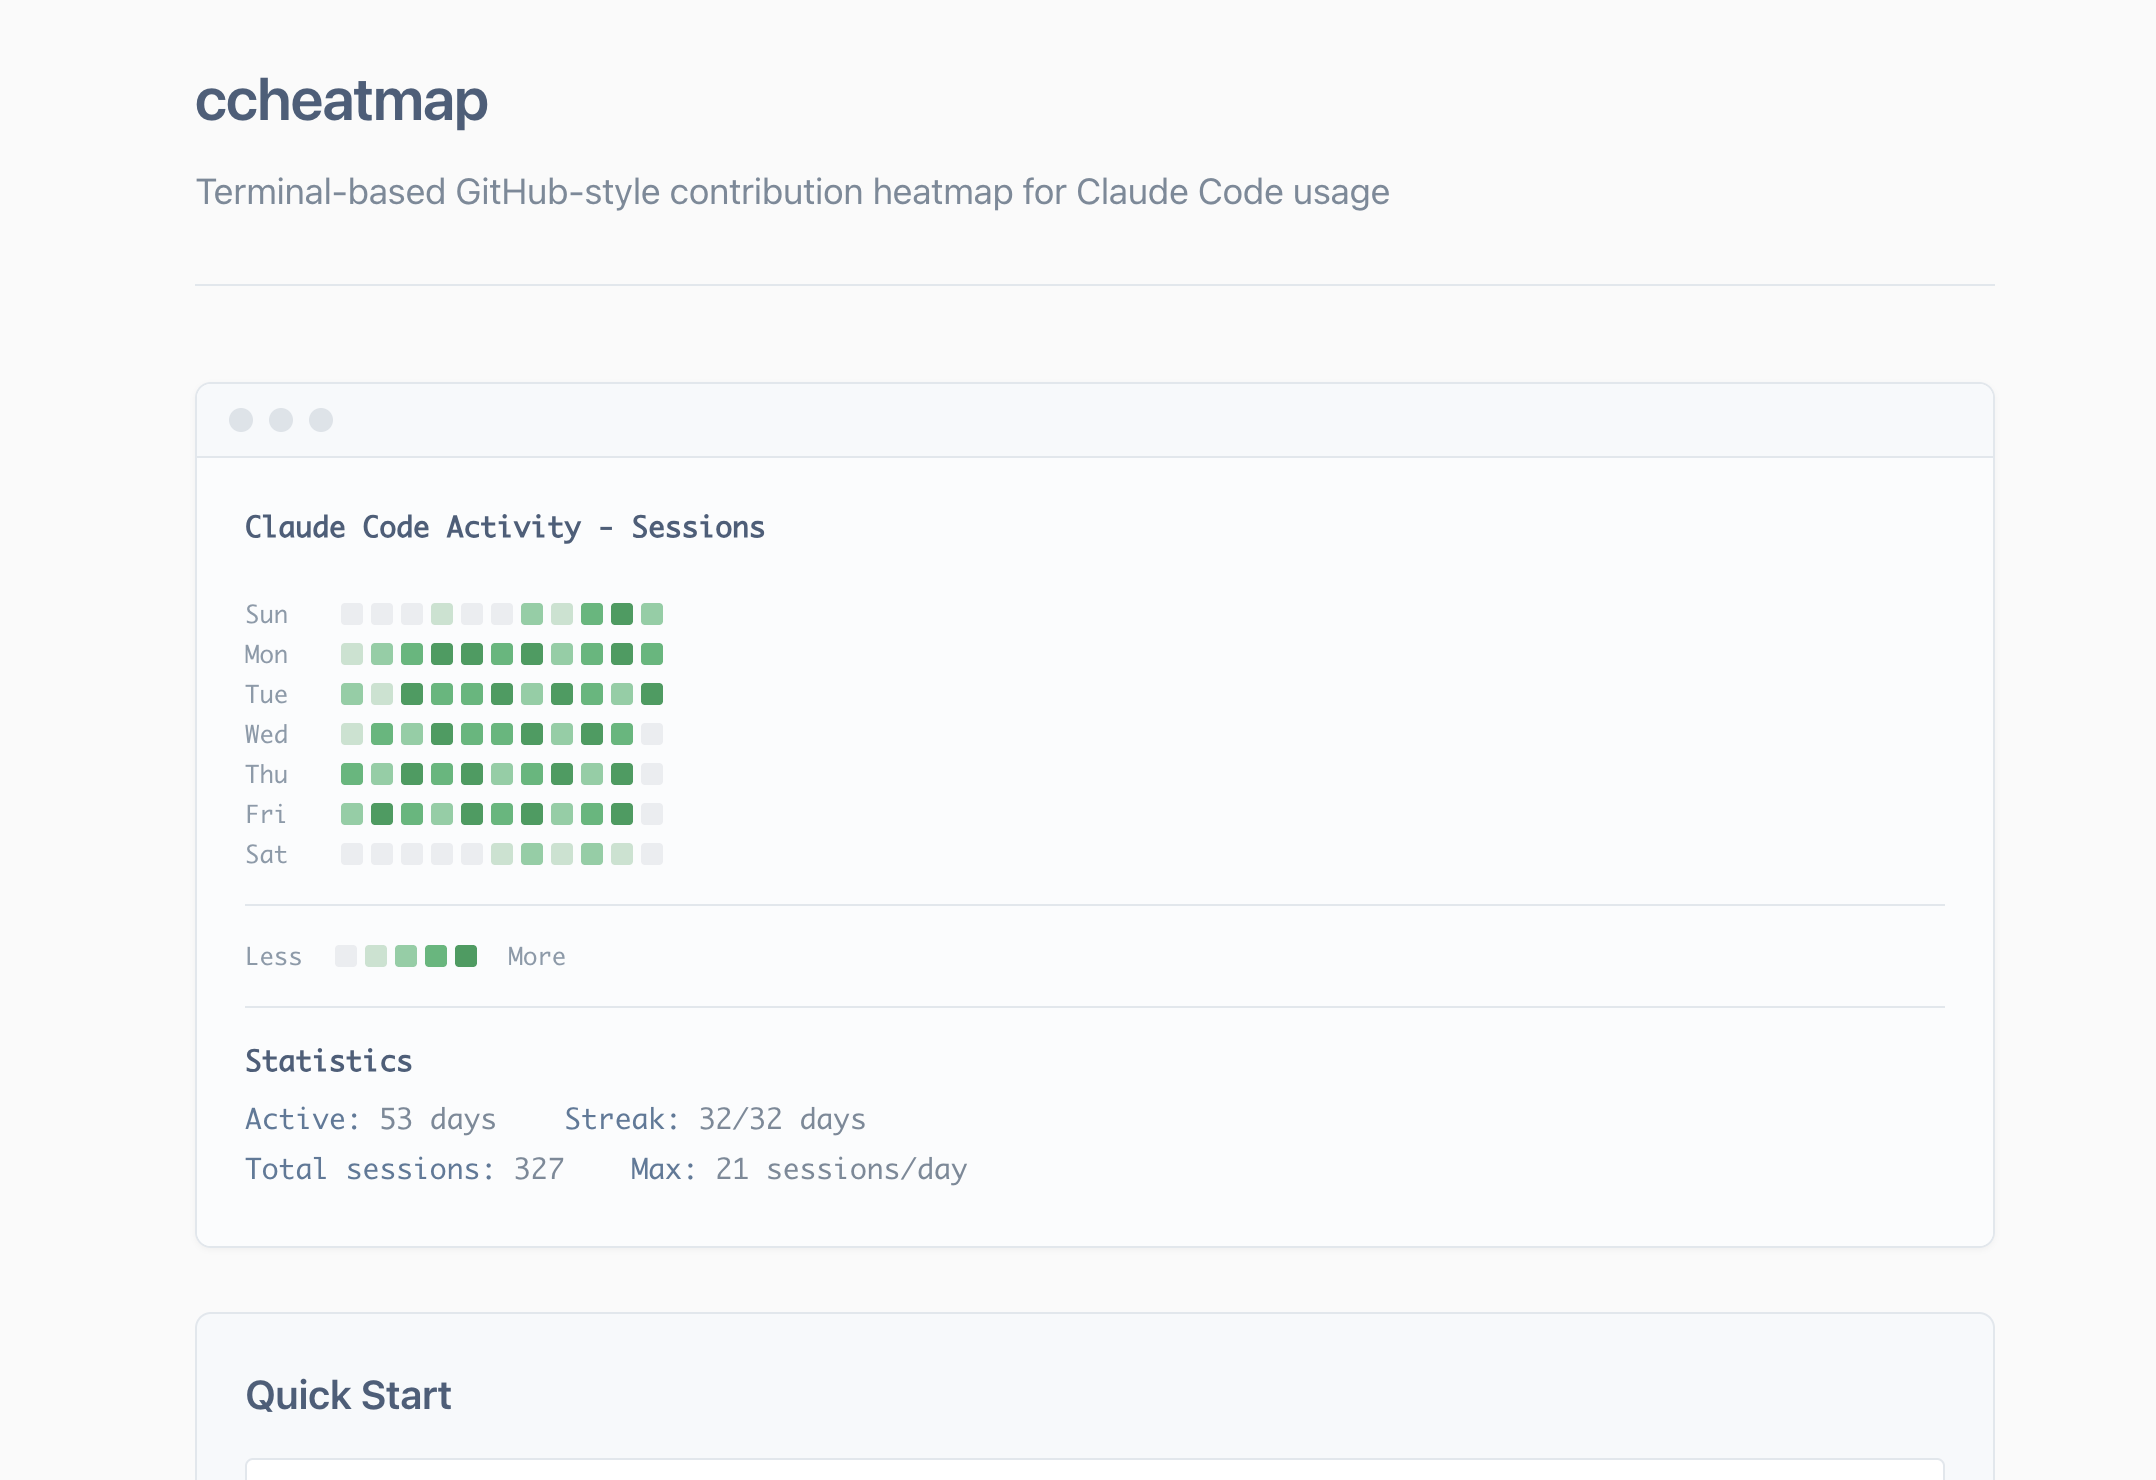 ccheatmap
Terminal-based GitHub-style contribution heatmap for Claude Code usage
Claude Code Activity - Sessions
Sun
Mon
Tue
Wed
Thu
Fri
Sat
Less More
Statistics
Active: 53 days Streak: 32/32 days
Total sessions: 327 Max: 21 sessions/day
Quick Start